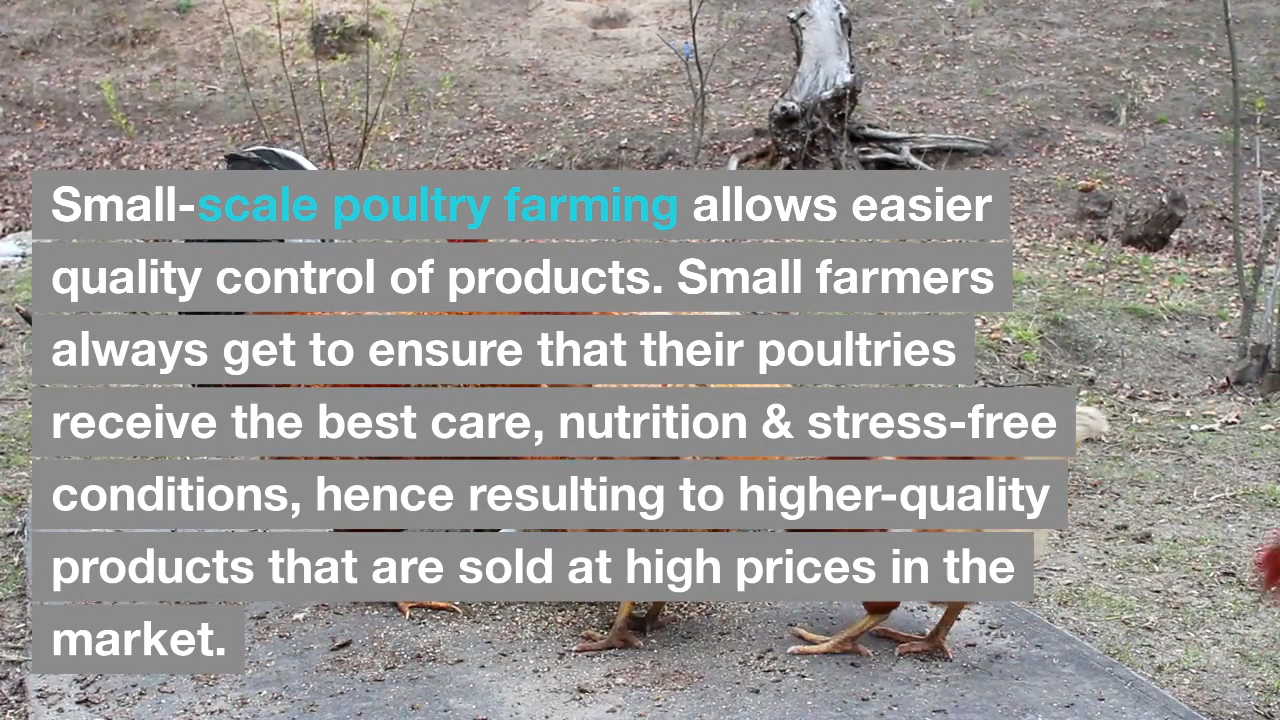 Small-scale poultry farming allows easier
quality control of products. Small farmers
always get to ensure that their poultries
receive the best care, nutrition & stress-free
conditions, hence resulting to higher-quality
products that are sold at high prices in the
market.